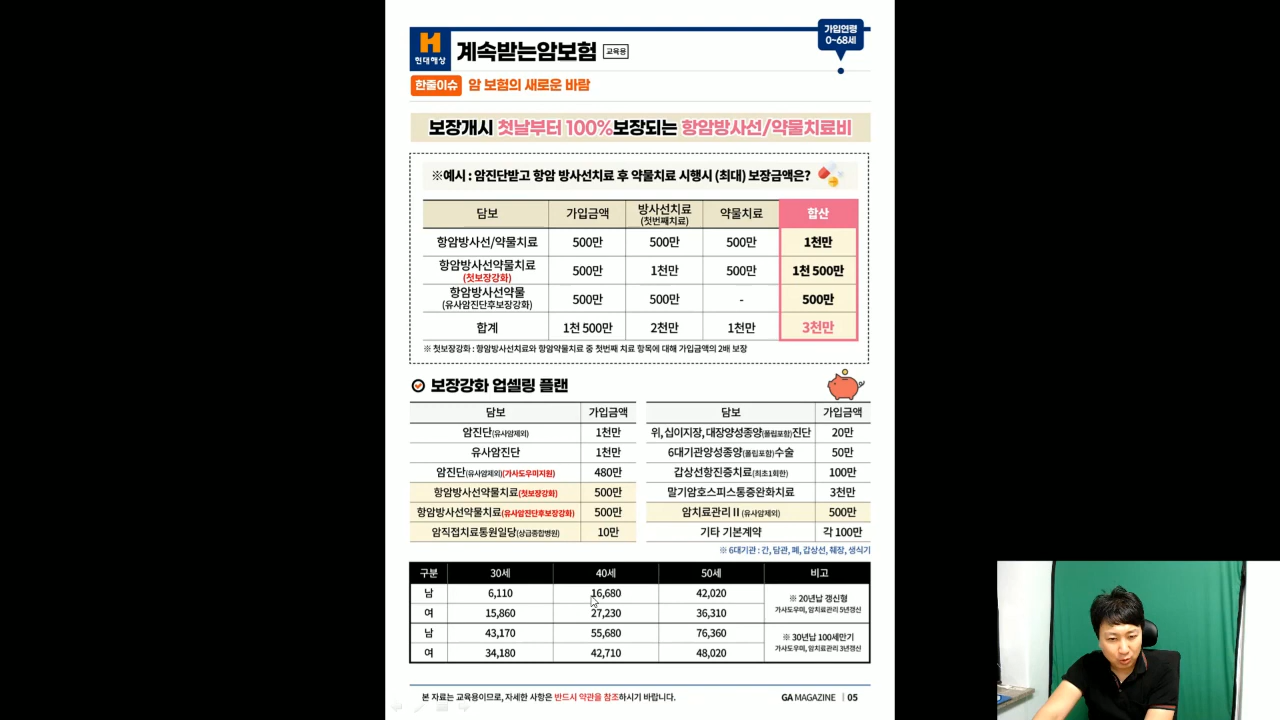 가입연령
0~68세
H
현대해상
계속받는암보험 교육용
한줄이슈 암 보험의 새로운 바람
보장개시 첫날부터 100%보장되는 항암방사선/약물치료비
※예시 : 암진단받고 항암 방사선치료 후 약물치료 시행시 (최대) 보장금액은?
담보 가입금액 방사선치료 (첫번째치료) 약물치료 합산
항암방사선/약물치료 500만 500만 500만 1천만
항암방사선약물치료 (첫보장강화) 500만 1천만 500만 1천 500만
항암방사선약물 (유사암진단후보장강화) 500만 500만 - 500만
합계 1천 500만 2천만 1천만 3천만
※ 첫보장강화 : 항암방사선치료와 항암약물치료 중 첫번째 치료 항목에 대해 가입금액의 2배 보장
보장강화 업셀링 플랜
담보 가입금액 담보 가입금액
암진단(유사암제외) 1천만 위, 십이지장, 대장양성종양(폴립포함)진단 20만
유사암진단 1천만 6대기관양성종양(폴립포함)수술 50만
암진단(유사암제외)(가사도우미지원) 480만 갑상선항진증치료(최초1회한) 100만
항암방사선약물치료(첫보장강화) 500만 말기암호스피스통증완화치료 3천만
항암방사선약물치료(유사암진단후보장강화) 500만 암치료관리Ⅱ(유사암제외) 500만
암직접치료통원일당(상급종합병원) 10만 기타 기본계약 각 100만
※ 6대기관 : 간, 담관, 폐, 갑상선, 췌장, 생식기
구분 30세 40세 50세 비고
남 6,110 16,680 42,020 ※ 20년납 갱신형
여 15,860 27,230 36,310 가사도우미, 암치료관리 5년갱신
남 43,170 55,680 76,360 ※ 30년납 100세만기
여 34,180 42,710 48,020 가사도우미, 암치료관리 3년갱신
본 자료는 교육용이므로, 자세한 사항은 반드시 약관을 참조하시기 바랍니다.
GA MAGAZINE | 05